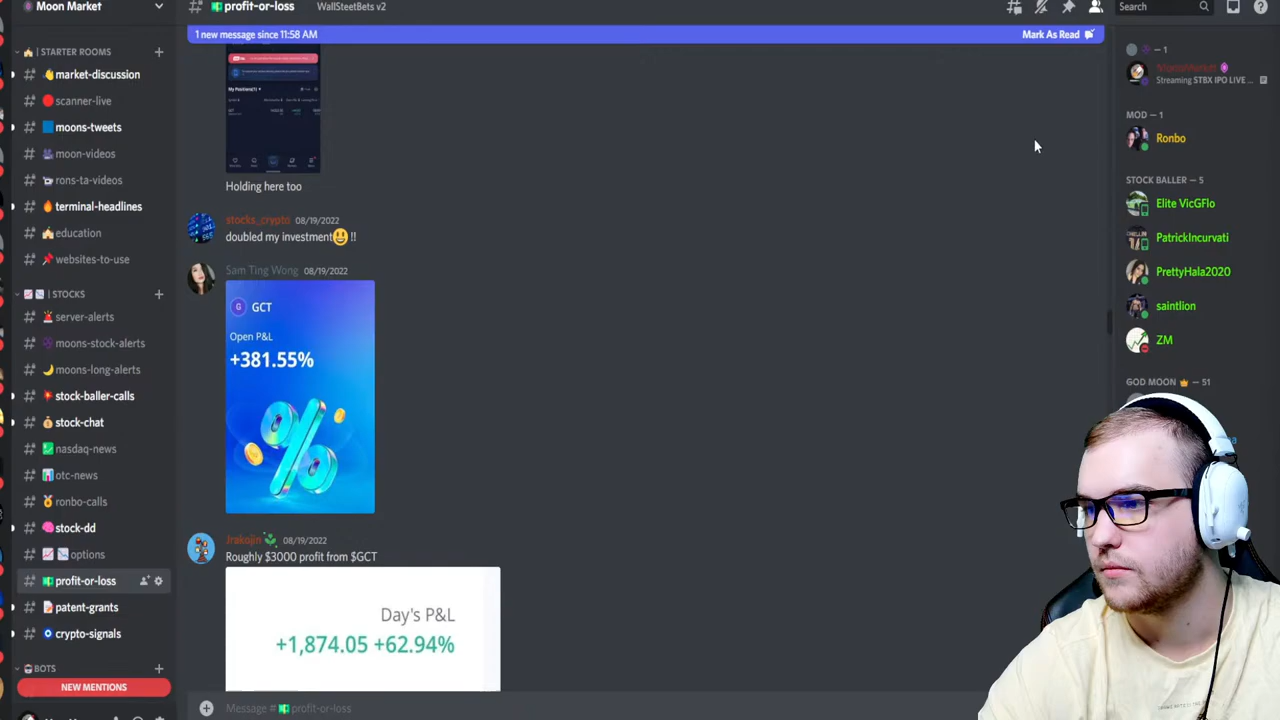 Moon Market
profit-or-loss
WallSteetBets v2
Search
1 new message since 11:58 AM
Mark As Read
STARTER ROOMS
market-discussion
scanner-live
moons-tweets
moon-videos
rons-ta-videos
terminal-headlines
education
websites-to-use
| STOCKS
server-alerts
moons-stock-alerts
moons-long-alerts
stock-baller-calls
stock-chat
nasdaq-news
otc-news
ronbo-calls
stock-dd
options
profit-or-loss
patent-grants
crypto-signals
BOTS
NEW MENTIONS
My Positions(1)
Holding here too
stocks_crypto 08/19/2022
doubled my investment😃 !!
Sam Ting Wong 08/19/2022
G GCT
Open P&L
+381.55%
Jrakojin 08/19/2022
Roughly $3000 profit from $GCT
Day's P&L
+1,874.05 +62.94%
Message # profit-or-loss
— 1
Streaming STBX IPO LIVE ...
MOD — 1
Ronbo
STOCK BALLER — 5
Elite VicGFlo
PatrickIncurvati
PrettyHala2020
saintlion
ZM
GOD MOON — 51